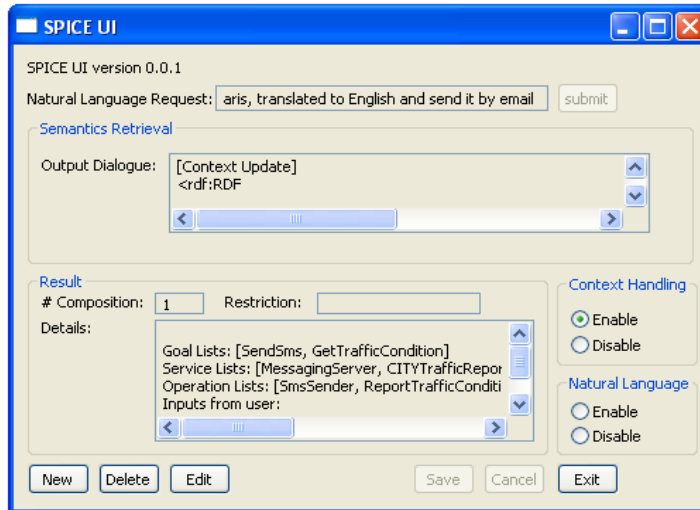 SPICE UI
SPICE UI version 0.0.1
Natural Language Request: aris, translated to English and send it by email submit
Semantics Retrieval
Output Dialogue: [Context Update]
<rdf:RDF
Result
# Composition: 1 Restriction:
Details:
Goal Lists: [SendSms, GetTrafficCondition]
Service Lists: [MessagingServer, CITYTrafficRepor
Operation Lists: [SmsSender, ReportTrafficConditi
Inputs from user:
Context Handling
Enable
Disable
Natural Language
Enable
Disable
New Delete Edit Save Cancel Exit